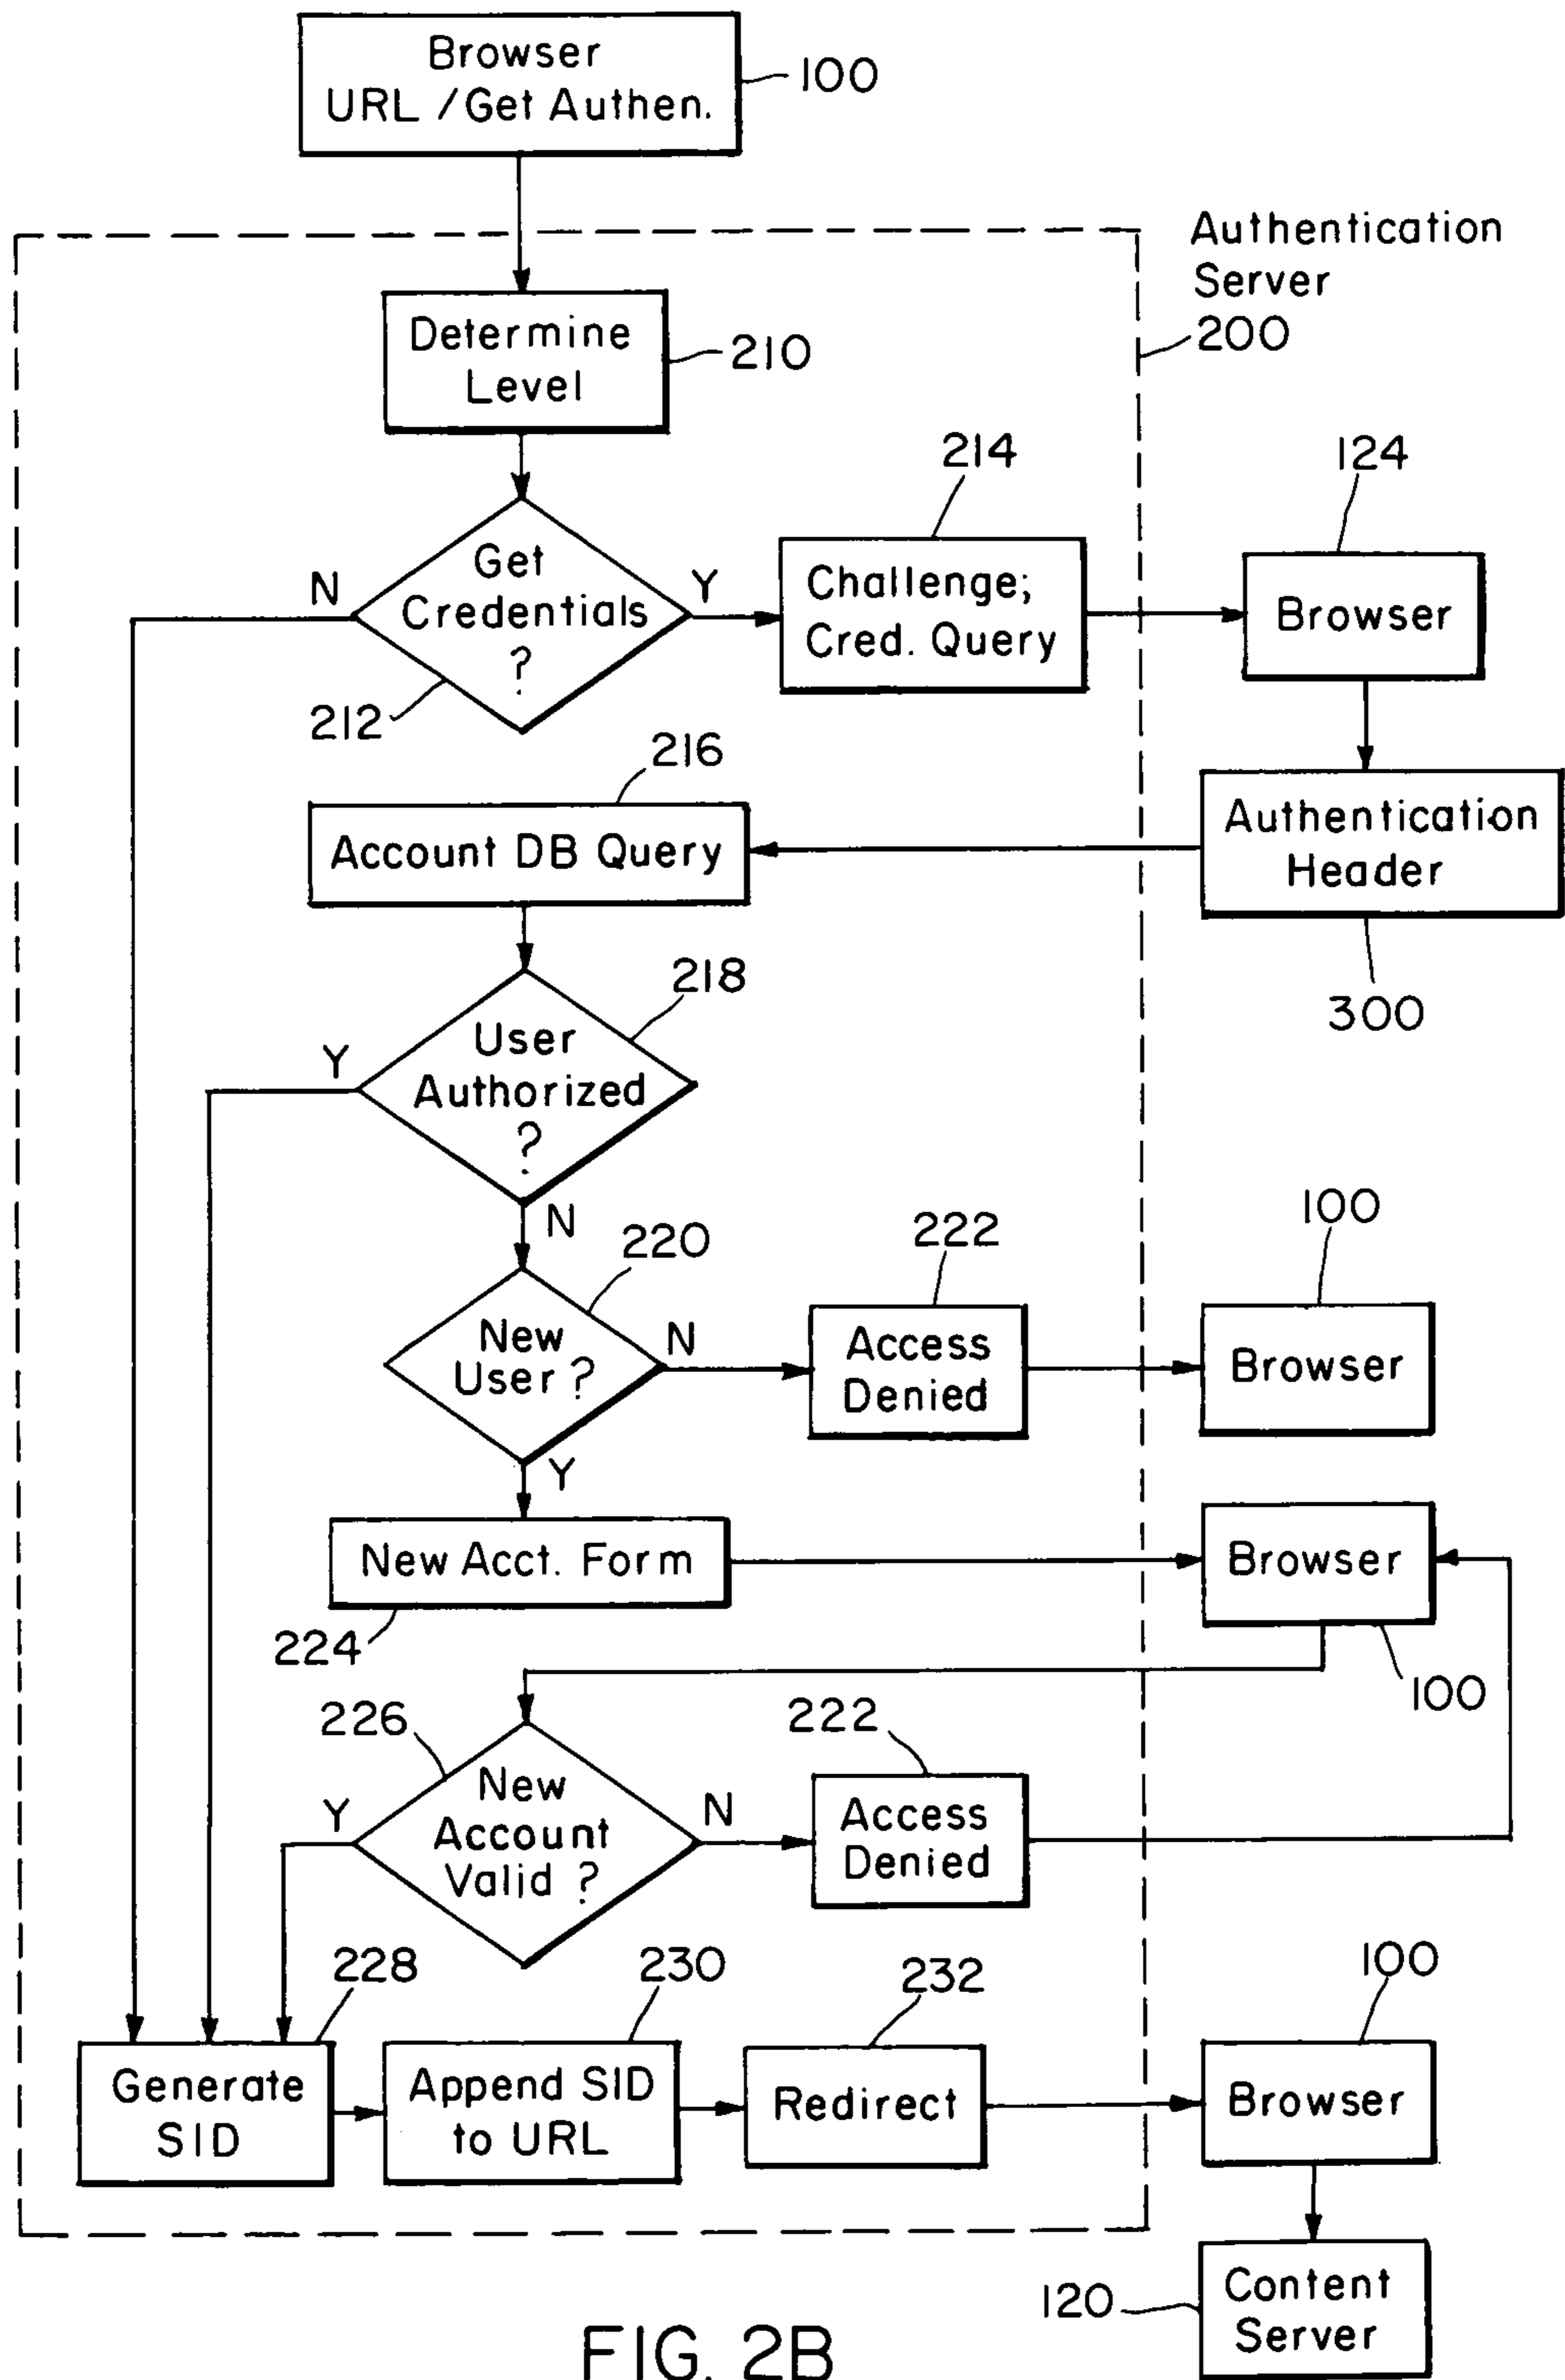 Browser
URL / Get Authen.
100
Authentication
Server
200
Determine
Level
210
214
124
N
Get
Credentials
?
Y
Challenge;
Cred. Query
Browser
212
216
Account DB Query
Authentication
Header
300
218
Y
User
Authorized
?
N
220
222
100
New
User ?
N
Access
Denied
Browser
Y
New Acct. Form
Browser
224
100
226
222
Y
New
Account
Valid ?
N
Access
Denied
228
230
232
100
Generate
SID
Append SID
to URL
Redirect
Browser
120
Content
Server
FIG. 2B